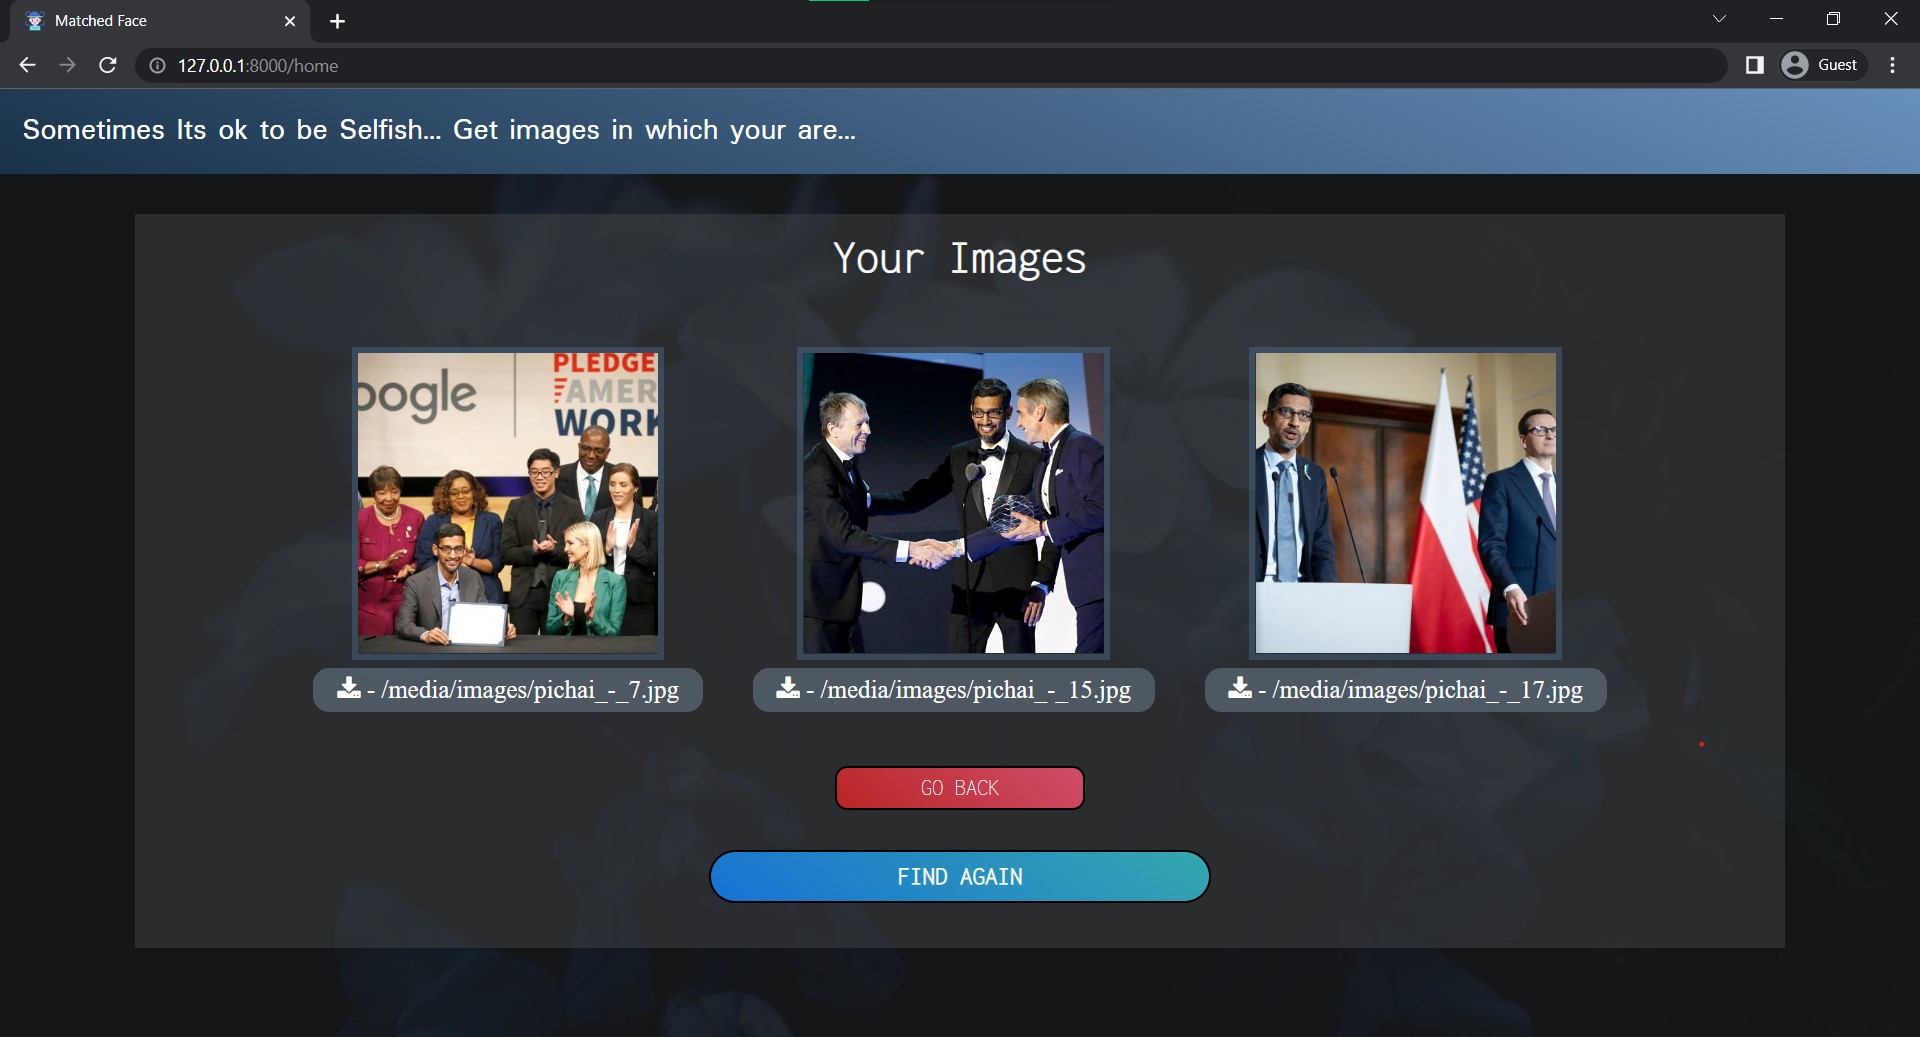 Matched Face
127.0.0.1:8000/home
Guest
Sometimes Its ok to be Selfish... Get images in which your are...
Your Images
oogle
PLEDGE
AMER
WORK
- /media/images/pichai_-_7.jpg
- /media/images/pichai_-_15.jpg
- /media/images/pichai_-_17.jpg
GO BACK
FIND AGAIN